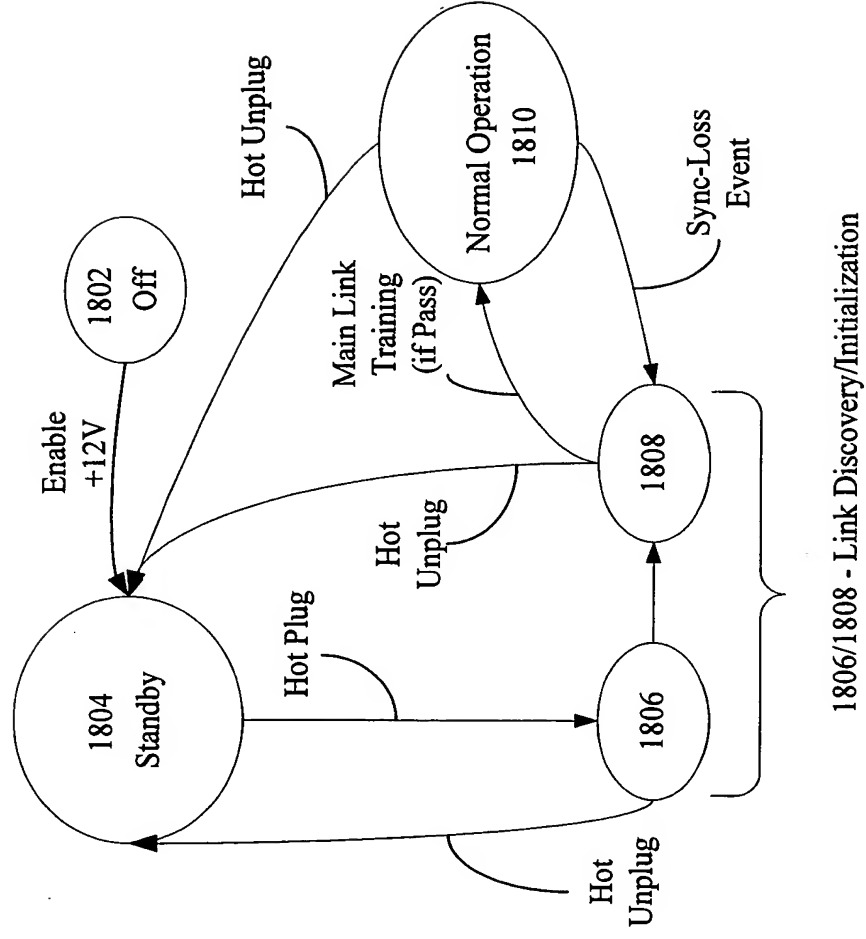 1802
Off
Enable
+12V
1804
Standby
Hot Unplug
Normal Operation
1810
Main Link
Training
(if Pass)
Sync-Loss
Event
Hot
Unplug
Hot Plug
1808
1806
Hot
Unplug
1806/1808 - Link Discovery/Initialization